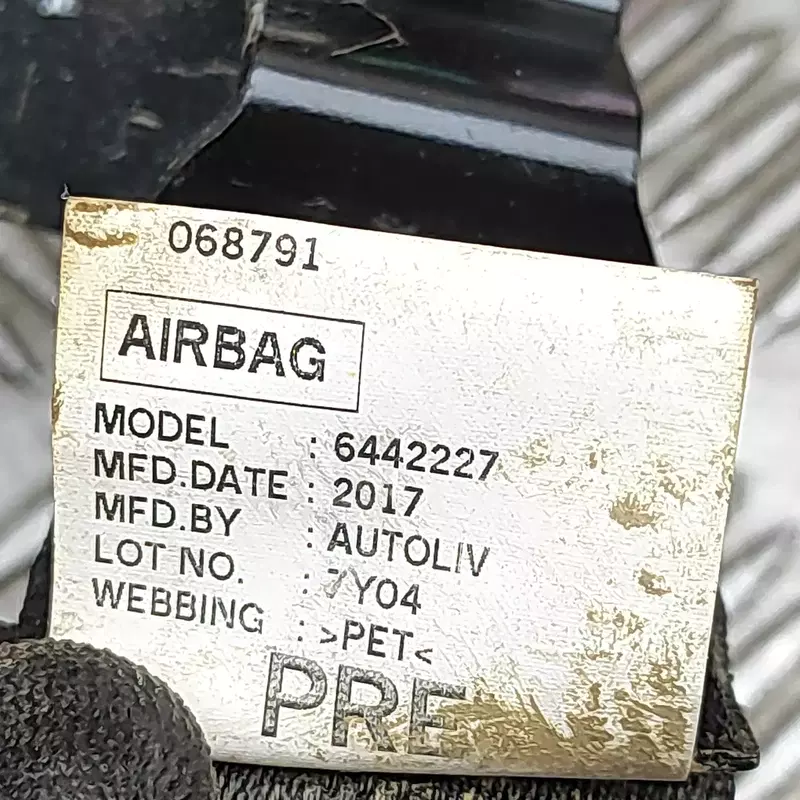 068791
AIRBAG
MODEL : 6442227
MFD.DATE : 2017
MFD.BY : AUTOLIV
LOT NO. : 7Y04
WEBBING : >PET<
PRE